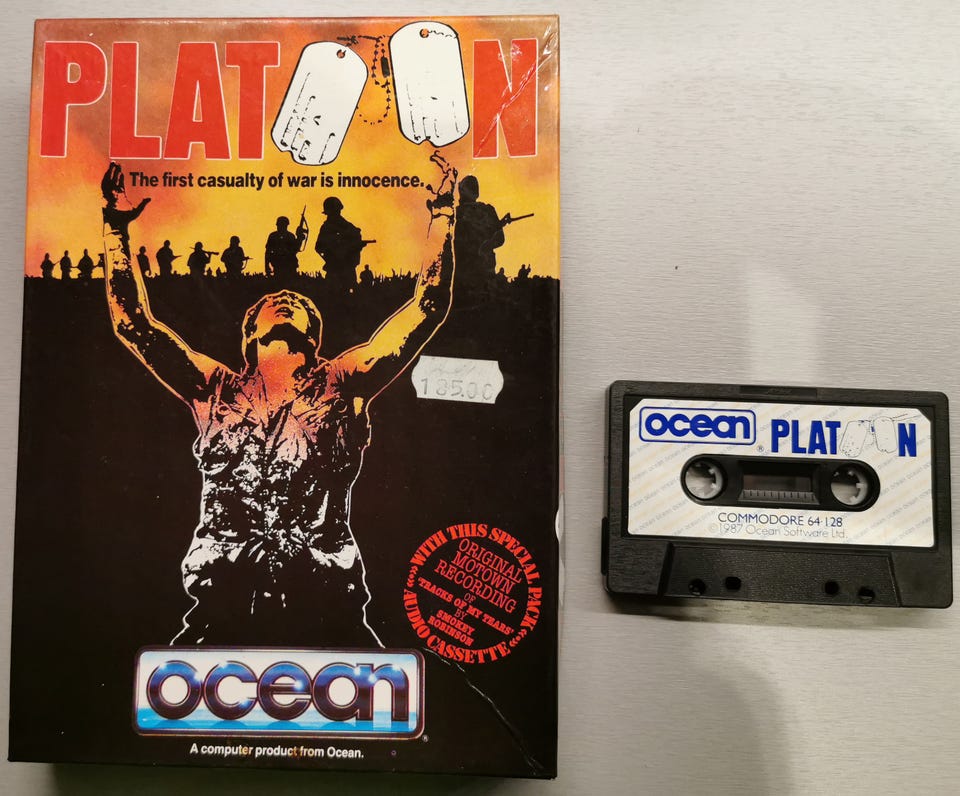 PLATOON
The first casualty of war is innocence.
185.00
WITH THIS SPECIAL PACK
ORIGINAL
MOTOWN
RECORDING
OF
'TRACKS OF MY TEARS'
BY
SMOKEY
ROBINSON
AUDIO CASSETTE
ocean
®
A computer product from Ocean.
ocean
®
PLATOON
COMMODORE 64·128
©1987 Ocean Software Ltd.